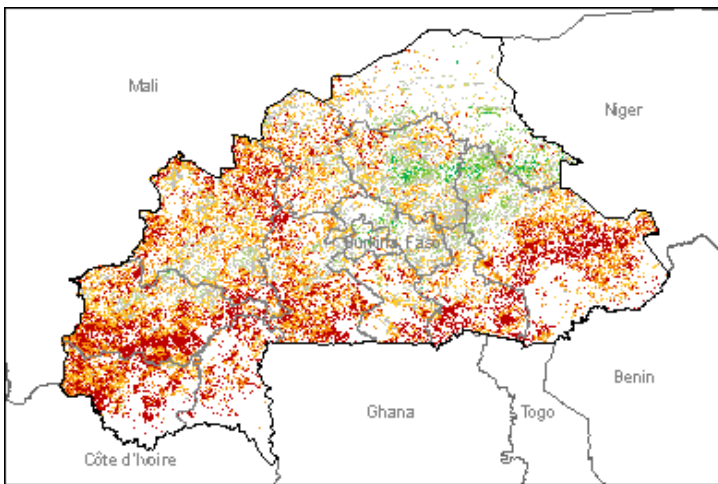 Mali
Niger
Burkina Faso
Benin
Ghana
Togo
Côte d'Ivoire